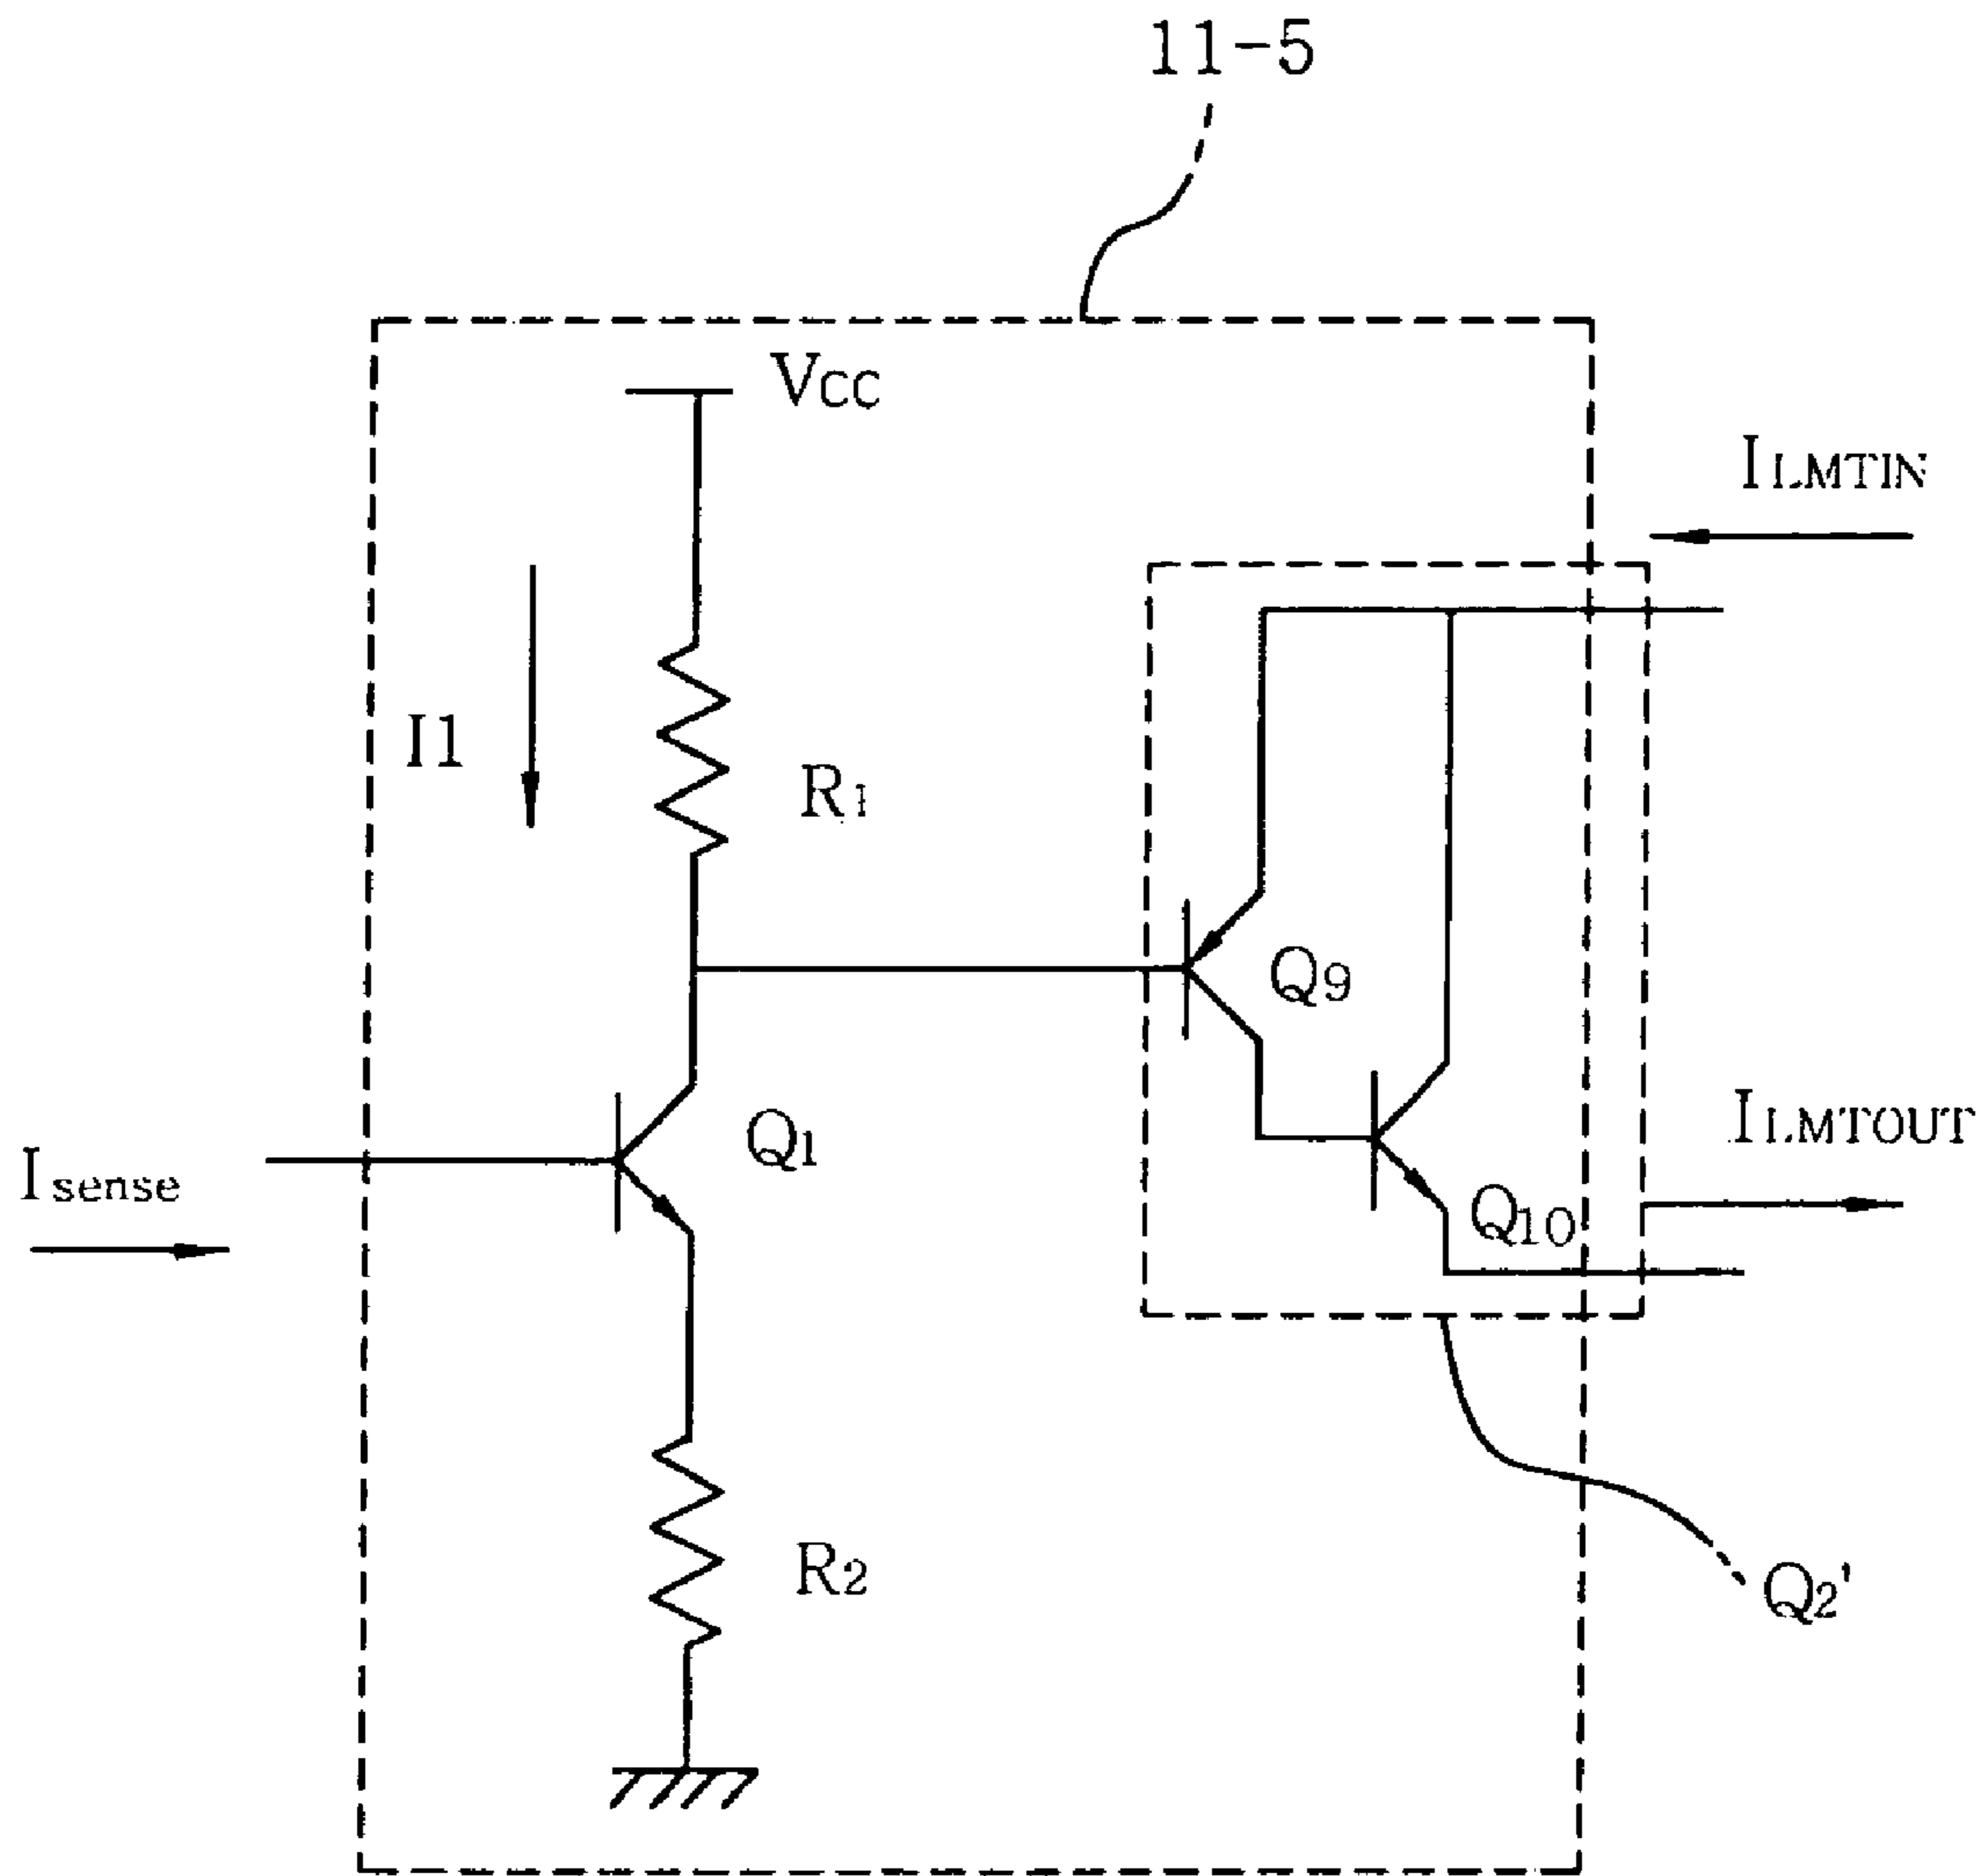 11-5
VCC
ILMTIN
I1
R1
Q9
ILMTOUT
Q1
Isense
Q10
R2
Q2'